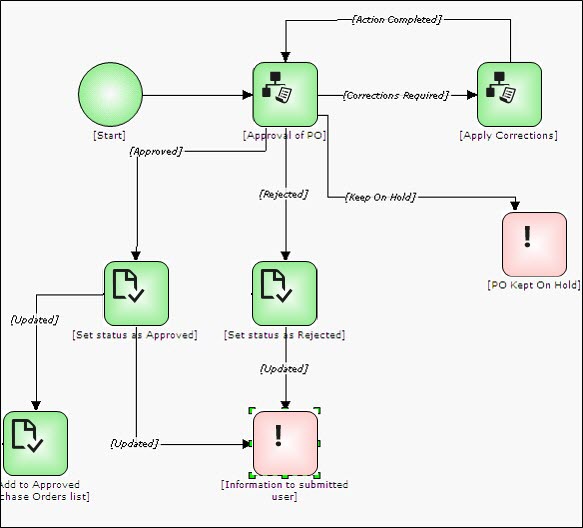 [Action Completed]
[Corrections Required]
[Start]
[Approval of PO]
[Apply Corrections]
[Approved]
[Rejected]
[Keep On Hold]
[PO Kept On Hold]
[Updated]
[Set status as Approved]
[Set status as Rejected]
[Updated]
[Updated]
Add to Approved
chase Orders list]
[Information to submitted
user]